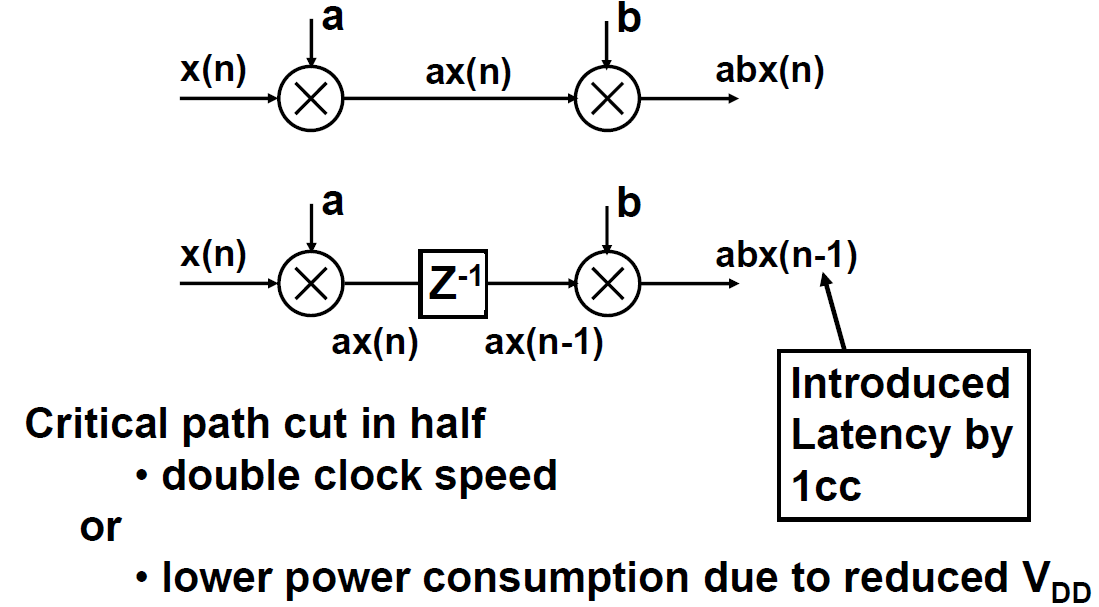 a
b
x(n)
ax(n)
abx(n)
a
b
x(n)
Z-1
abx(n-1)
ax(n)
ax(n-1)
Introduced
Latency by
1cc
Critical path cut in half
• double clock speed
or
• lower power consumption due to reduced VDD